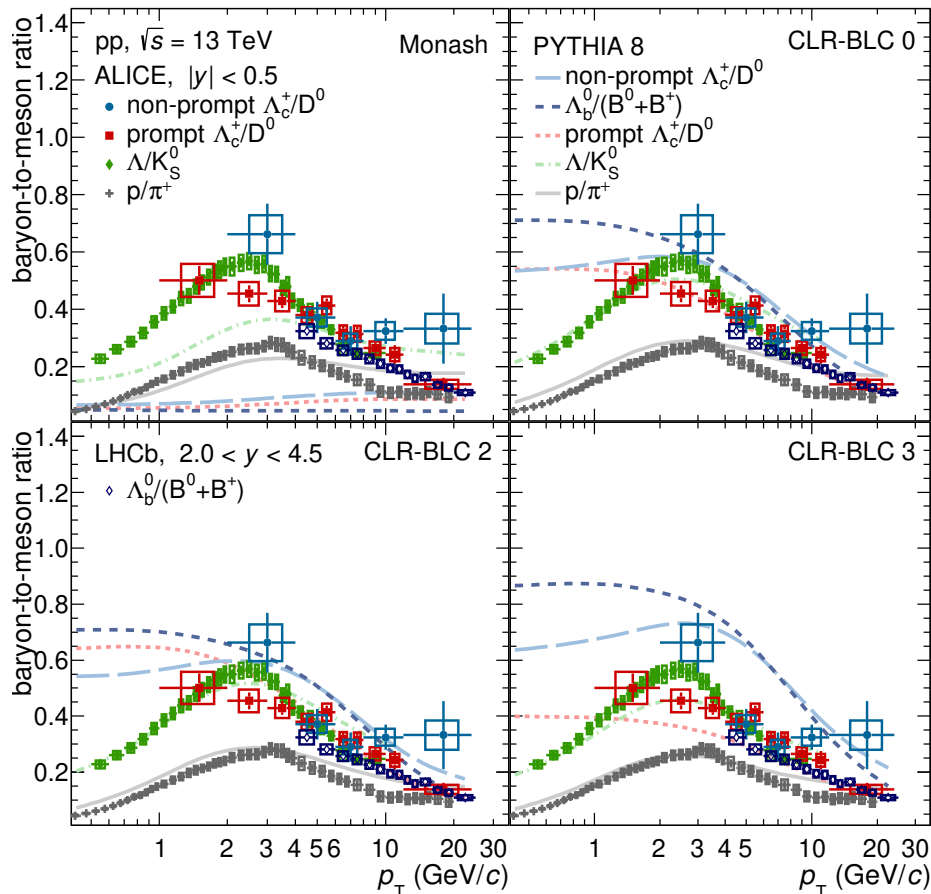 1.4
1.2
1.0
0.8
0.6
0.4
0.2
baryon-to-meson ratio
pp, √s = 13 TeV
Monash
ALICE, |y| < 0.5
non-prompt Λc⁺/D⁰
prompt Λc⁺/D⁰
Λ/K⁰S
p/π⁺
PYTHIA 8
CLR-BLC 0
non-prompt Λc⁺/D⁰
Λb⁰/(B⁰+B⁺)
prompt Λc⁺/D⁰
Λ/K⁰S
p/π⁺
1.4
1.2
1.0
0.8
0.6
0.4
0.2
baryon-to-meson ratio
LHCb, 2.0 < y < 4.5
CLR-BLC 2
Λb⁰/(B⁰+B⁺)
CLR-BLC 3
1 2 3 4 5 6 10 20 30
pT (GeV/c)
1 2 3 4 5 10 20 30
pT (GeV/c)